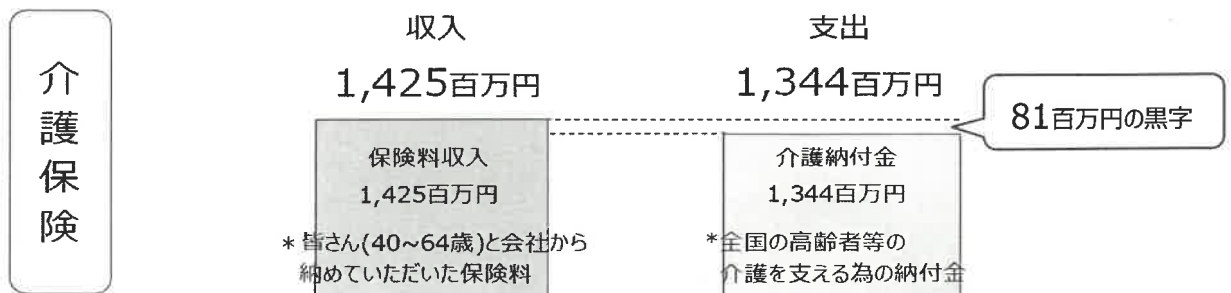 介護保険
収入
1,425百万円
支出
1,344百万円
81百万円の黒字
保険料収入
1,425百万円
*皆さん(40~64歳)と会社から
納めていただいた保険料
介護納付金
1,344百万円
*全国の高齢者等の
介護を支える為の納付金